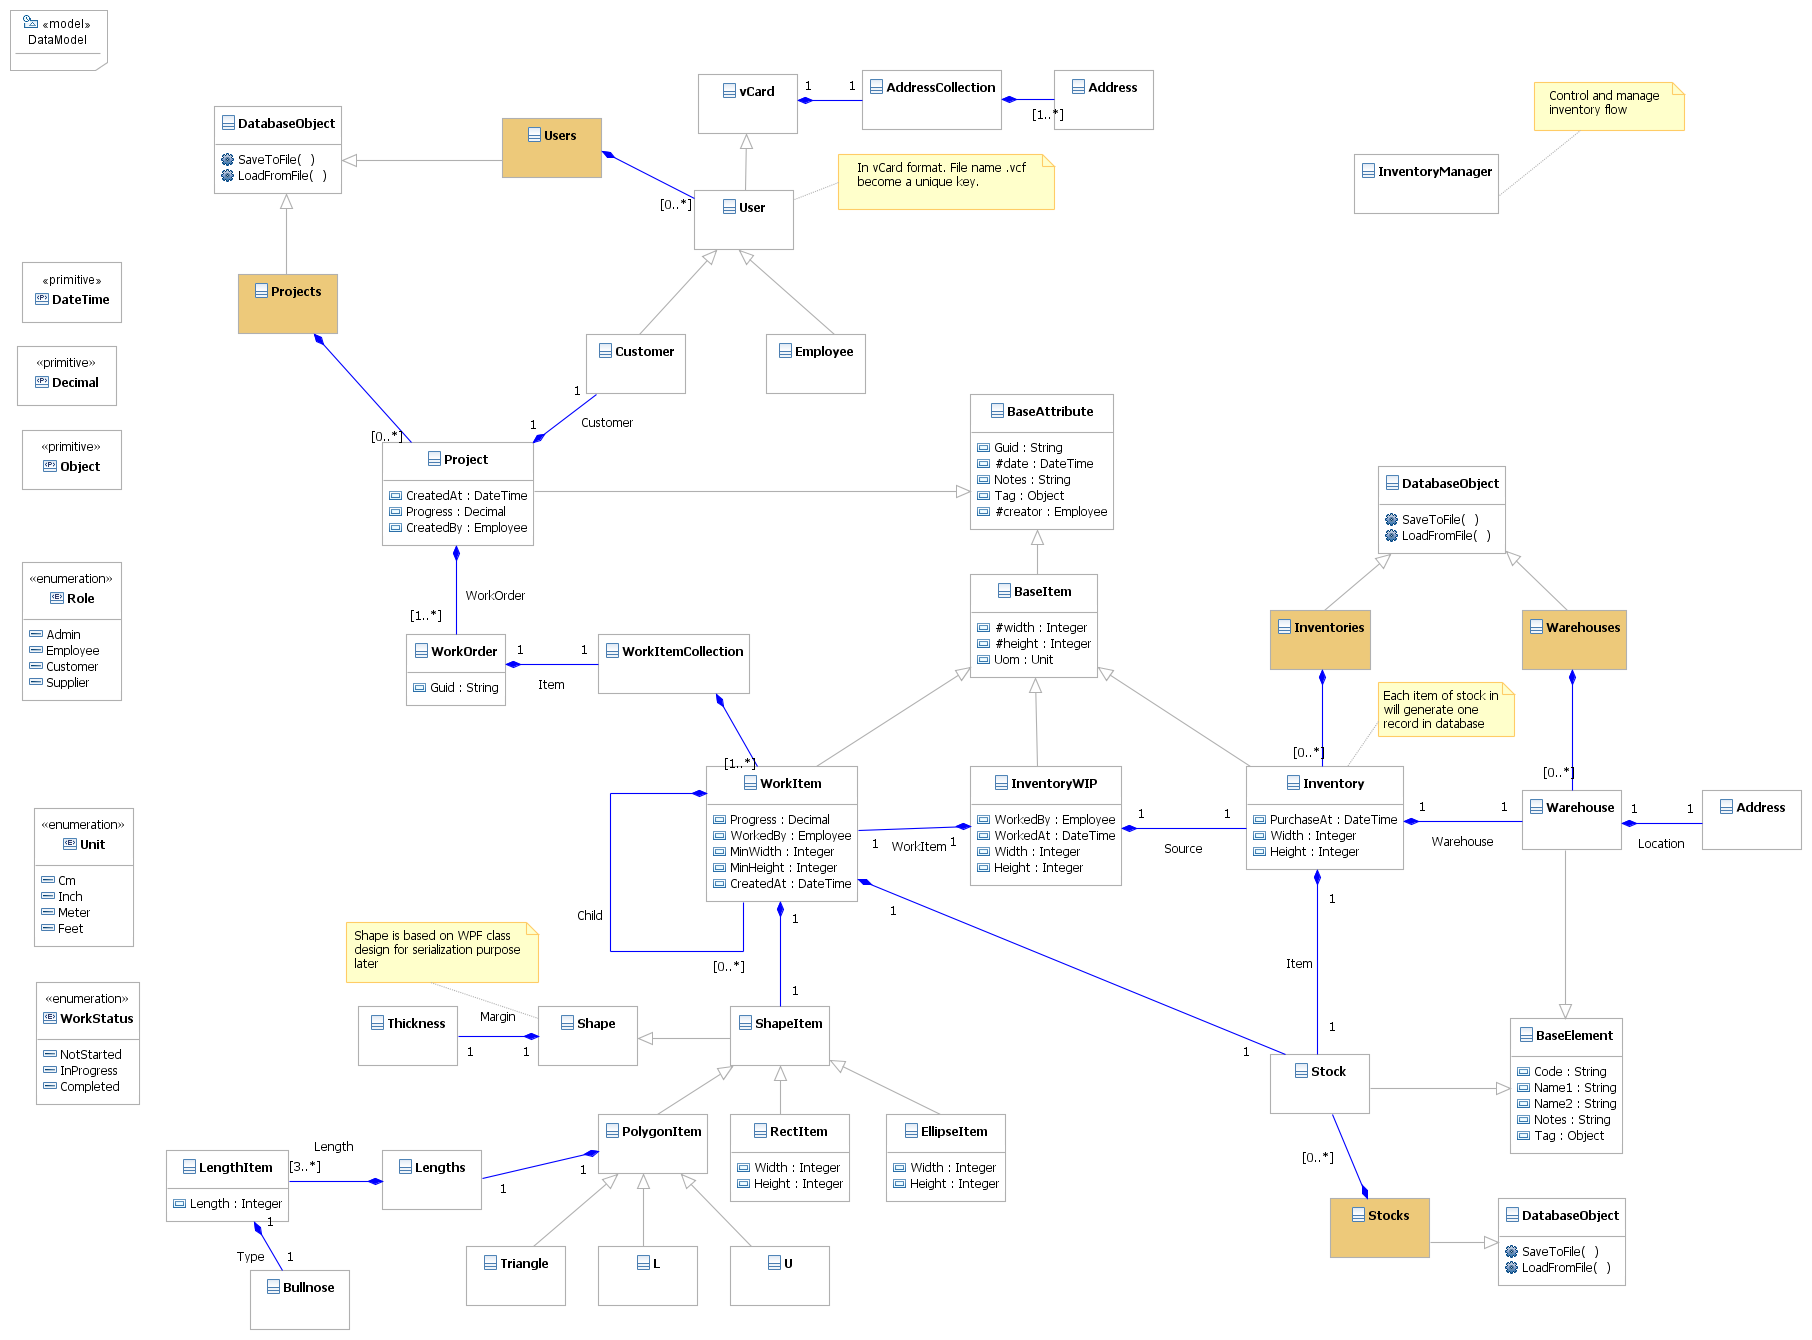 «model»
DataModel
vCard
1
1
AddressCollection
[1..*]
Address
Control and manage
inventory flow
InventoryManager
DatabaseObject
SaveToFile( )
LoadFromFile( )
Users
[0..*]
User
In vCard format. File name .vcf
become a unique key.
«primitive»
DateTime
«primitive»
Decimal
«primitive»
Object
Projects
[0..*]
Customer
Employee
1
1
Customer
Project
CreatedAt : DateTime
Progress : Decimal
CreatedBy : Employee
BaseAttribute
Guid : String
#date : DateTime
Notes : String
Tag : Object
#creator : Employee
DatabaseObject
SaveToFile( )
LoadFromFile( )
«enumeration»
Role
Admin
Employee
Customer
Supplier
WorkOrder
[1..*]
WorkOrder
Guid : String
1
1
Item
WorkItemCollection
[1..*]
BaseItem
#width : Integer
#height : Integer
Uom : Unit
Inventories
Warehouses
Each item of stock in
will generate one
record in database
[0..*]
[0..*]
«enumeration»
Unit
Cm
Inch
Meter
Feet
WorkItem
Progress : Decimal
WorkedBy : Employee
MinWidth : Integer
MinHeight : Integer
CreatedAt : DateTime
1
WorkItem
1
InventoryWIP
WorkedBy : Employee
WorkedAt : DateTime
Width : Integer
Height : Integer
1
1
Source
Inventory
PurchaseAt : DateTime
Width : Integer
Height : Integer
1
1
Warehouse
Warehouse
1
1
Location
Address
Child
[0..*]
1
1
1
1
1
Item
1
«enumeration»
WorkStatus
NotStarted
InProgress
Completed
Shape is based on WPF class
design for serialization purpose
later
Thickness
Margin
1
1
Shape
ShapeItem
Stock
BaseElement
Code : String
Name1 : String
Name2 : String
Notes : String
Tag : Object
PolygonItem
RectItem
Width : Integer
Height : Integer
EllipseItem
Width : Integer
Height : Integer
LengthItem
Length : Integer
Length
[3..*]
Lengths
1
1
1
Type
1
Bullnose
Triangle
L
U
[0..*]
Stocks
DatabaseObject
SaveToFile( )
LoadFromFile( )